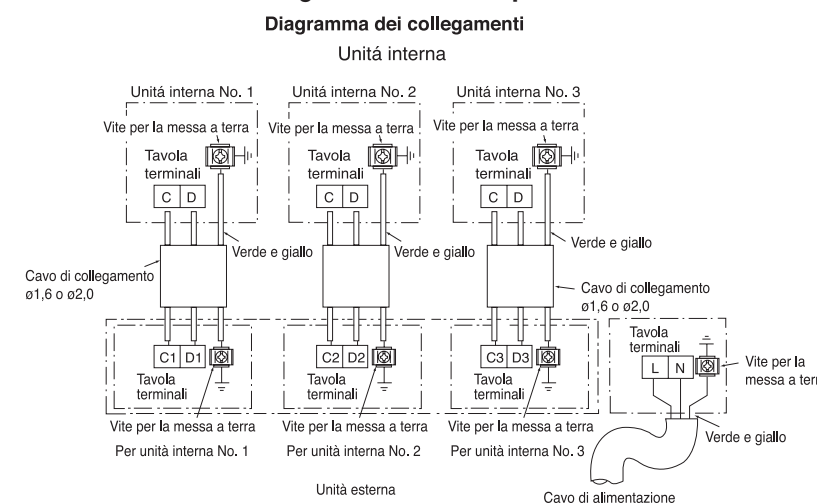 Diagramma dei collegamenti
Unitá interna
Unitá interna No. 1
Unitá interna No. 2
Unitá interna No. 3
Vite per la messa a terra
Vite per la messa a terra
Vite per la messa a terra
Tavola
terminali
Tavola
terminali
Tavola
terminali
C D
C D
C D
Verde e giallo
Verde e giallo
Verde e giallo
Cavo di collegamento
ø1,6 o ø2,0
Cavo di collegamento
ø1,6 o ø2,0
C1 D1
C2 D2
C3 D3
Tavola
terminali
Tavola
terminali
Tavola
terminali
Tavola
terminali
L N
Vite per la
messa a terr
Vite per la messa a terra
Vite per la messa a terra
Vite per la messa a terra
Verde e giallo
Per unità interna No. 1
Per unità interna No. 2
Per unità interna No. 3
Unità esterna
Cavo di alimentazione